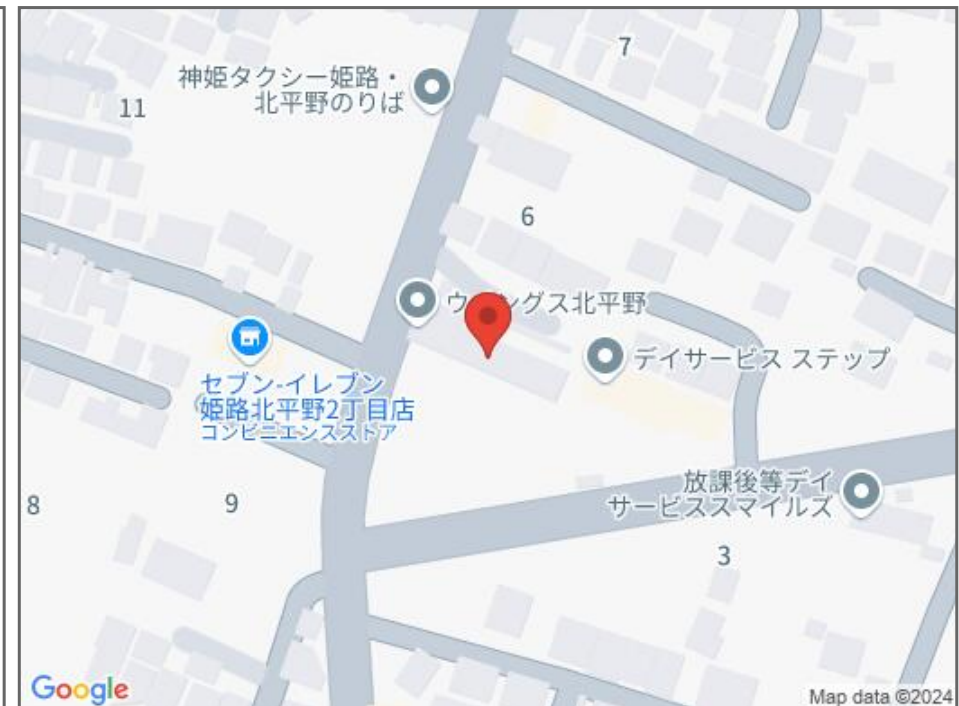 7
神姫タクシー姫路・
北平野のりば
11
6
グス北平野
デイサービス ステップ
セブン-イレブン
姫路北平野2丁目店
コンビニエンスストア
放課後等デイ
サービススマイルズ
8
9
3
Google
Map data ©2024